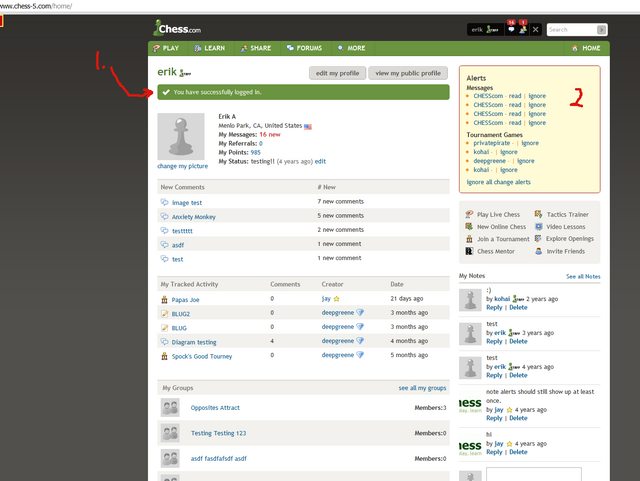 www.chess-5.com/home/
Chess.com
erik STAFF 16 1 Search
PLAY LEARN SHARE FORUMS MORE HOME
1.
erik STAFF edit my profile view my public profile
You have successfully logged in.
Erik A
Menlo Park, CA, United States
My Messages: 16 new
My Referrals: 0
My Points: 985
My Status: testing!! (4 years ago) edit
change my picture
New Comments # New
Image test 7 new comments
Anxiety Monkey 5 new comments
testtttt 2 new comments
asdf 1 new comment
test 1 new comment
My Tracked Activity Comments Creator Date
Papas Joe 0 jay 21 days ago
BLUG2 0 deepgreene 3 months ago
BLUG 0 deepgreene 3 months ago
Diagram testing 4 deepgreene 4 months ago
Spock's Good Tourney 0 deepgreene 5 months ago
My Groups see all my groups
Opposites Attract Members:3
Testing Testing 123 Members:0
asdf fasdfafsdf asdf Members:0
2
Alerts
Messages
CHESScom - read | ignore
CHESScom - read | ignore
CHESScom - read | ignore
CHESScom - read | ignore
Tournament Games
privatepirate - | ignore
kohai - | ignore
deepgreene - | ignore
kohai - | ignore
Ignore all change alerts
Play Live Chess Tactics Trainer
New Online Chess Video Lessons
Join a Tournament Explore Openings
Chess Mentor Invite Friends
My Notes See all Notes
:)
by kohai STAFF 2 years ago
Reply | Delete
test
by erik STAFF 3 years ago
Reply | Delete
test
by erik STAFF 4 years ago
Reply | Delete
note alerts should still show up at least
once.
by jay 4 years ago
Reply | Delete
hi
by jay 4 years ago
Reply | Delete